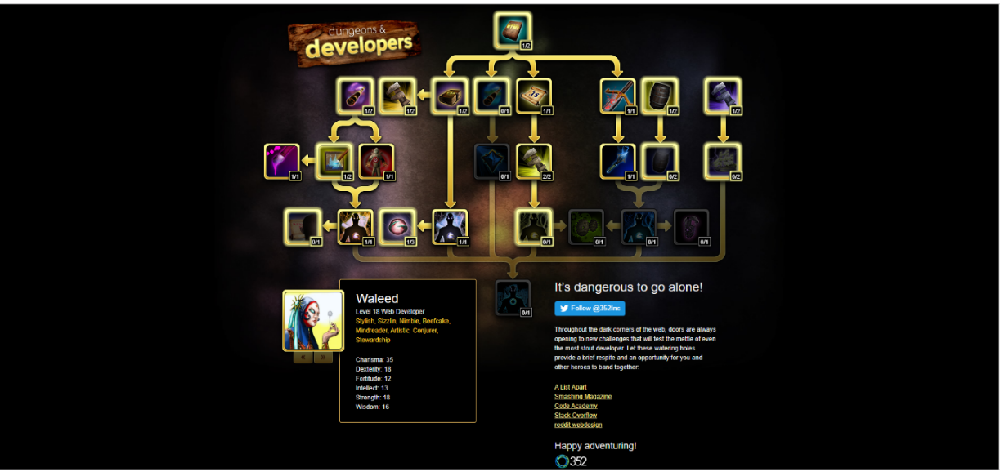 dungeons &
developers
1/2
1/2
1/2
1/2
0/1
1/1
1/1
1/2
1/2
1/1
1/2
1/1
0/1
2/2
1/1
0/2
0/2
0/1
1/1
1/3
1/1
0/1
0/1
0/1
0/1
0/1
Waleed
Level 18 Web Developer
Stylish, Sizzlin, Nimble, Beefcake,
Mindreader, Artistic, Conjurer,
Stewardship
Charisma: 35
Dexterity: 18
Fortitude: 12
Intellect: 13
Strength: 18
Wisdom: 16
«
»
It's dangerous to go alone!
Follow @352Inc
Throughout the dark corners of the web, doors are always
opening to new challenges that will test the mettle of even
the most stout developer. Let these watering holes
provide a brief respite and an opportunity for you and
other heroes to band together:
A List Apart
Smashing Magazine
Code Academy
Stack Overflow
reddit webdesign
Happy adventuring!
352